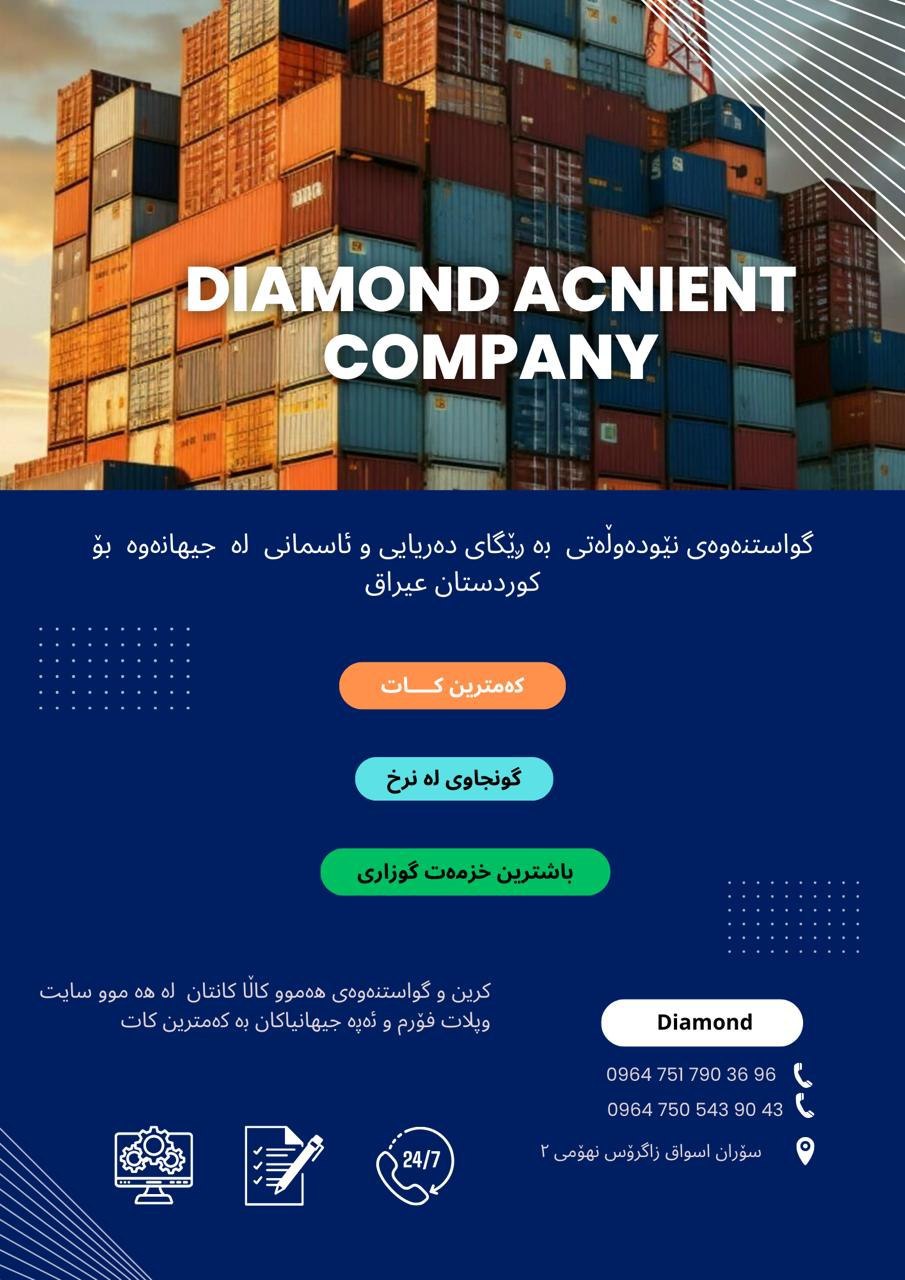 DIAMOND ACNIENT
COMPANY
گواستنەوەی نێودەوڵەتی بە ڕێگای دەریایی و ئاسمانی لە جیهانەوە بۆ
کوردستان عیراق
کەمترین کـــات
گونجاوی لە نرخ
باشترین خزمەت گوزاری
کرین و گواستنەوەی هەموو کاڵا کانتان لە هە موو سایت
وپلات فۆرم و ئەپە جیهانیاکان بە کەمترین کات
Diamond
0964 751 790 36 96
0964 750 543 90 43
سۆران اسواق زاگرۆس نهۆمی ٢
24/7